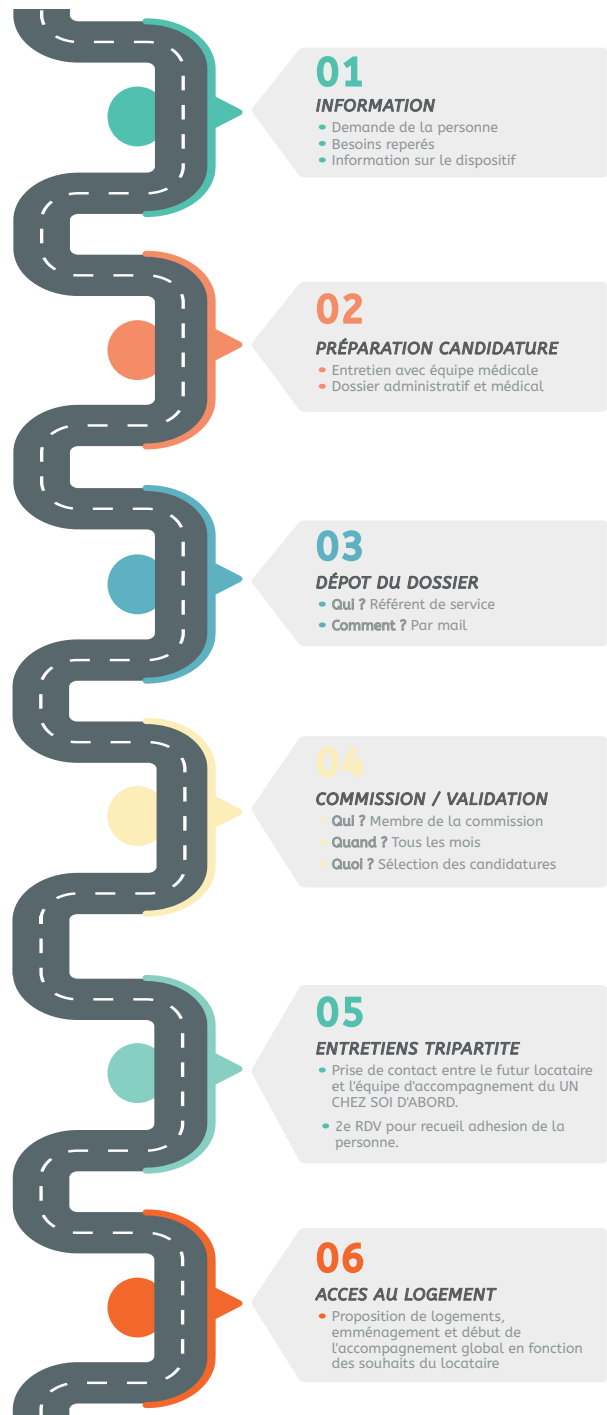 01
INFORMATION
Demande de la personne
Besoins reperés
Information sur le dispositif
02
PRÉPARATION CANDIDATURE
Entretien avec équipe médicale
Dossier administratif et médical
03
DÉPOT DU DOSSIER
Qui ? Référent de service
Comment ? Par mail
04
COMMISSION / VALIDATION
Qui ? Membre de la commission
Quand ? Tous les mois
Quoi ? Sélection des candidatures
05
ENTRETIENS TRIPARTITE
Prise de contact entre le futur locataire
et l'équipe d'accompagnement du UN
CHEZ SOI D'ABORD.
2e RDV pour recueil adhesion de la
personne.
06
ACCES AU LOGEMENT
Proposition de logements,
emménagement et début de
l'accompagnement global en fonction
des souhaits du locataire